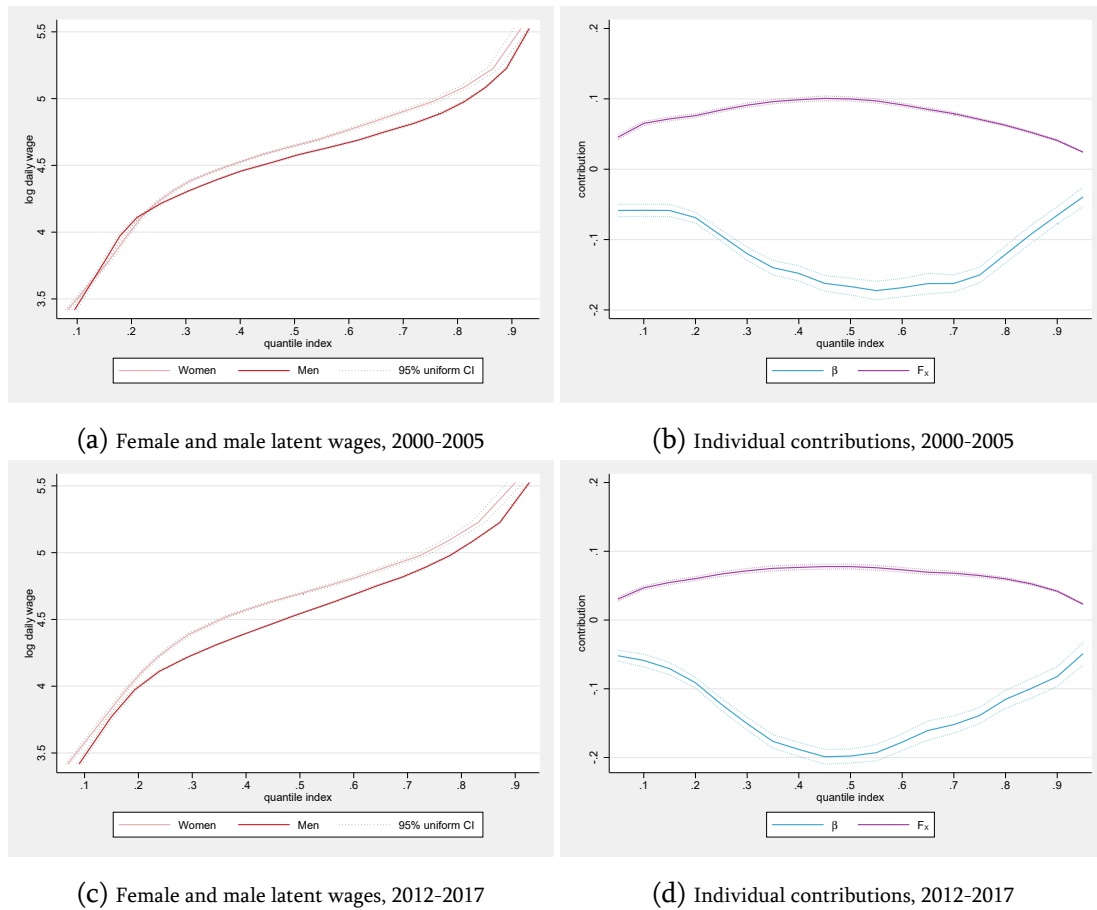 5.5
5
4.5
4
3.5
log daily wage
.1 .2 .3 .4 .5 .6 .7 .8 .9
quantile index
Women Men 95% uniform CI
(a) Female and male latent wages, 2000-2005
.2
.1
0
-.1
-.2
contribution
.1 .2 .3 .4 .5 .6 .7 .8 .9
quantile index
β Fx
(b) Individual contributions, 2000-2005
5.5
5
4.5
4
3.5
log daily wage
.1 .2 .3 .4 .5 .6 .7 .8 .9
quantile index
Women Men 95% uniform CI
(c) Female and male latent wages, 2012-2017
.2
.1
0
-.1
-.2
contribution
.1 .2 .3 .4 .5 .6 .7 .8 .9
quantile index
β Fx
(d) Individual contributions, 2012-2017